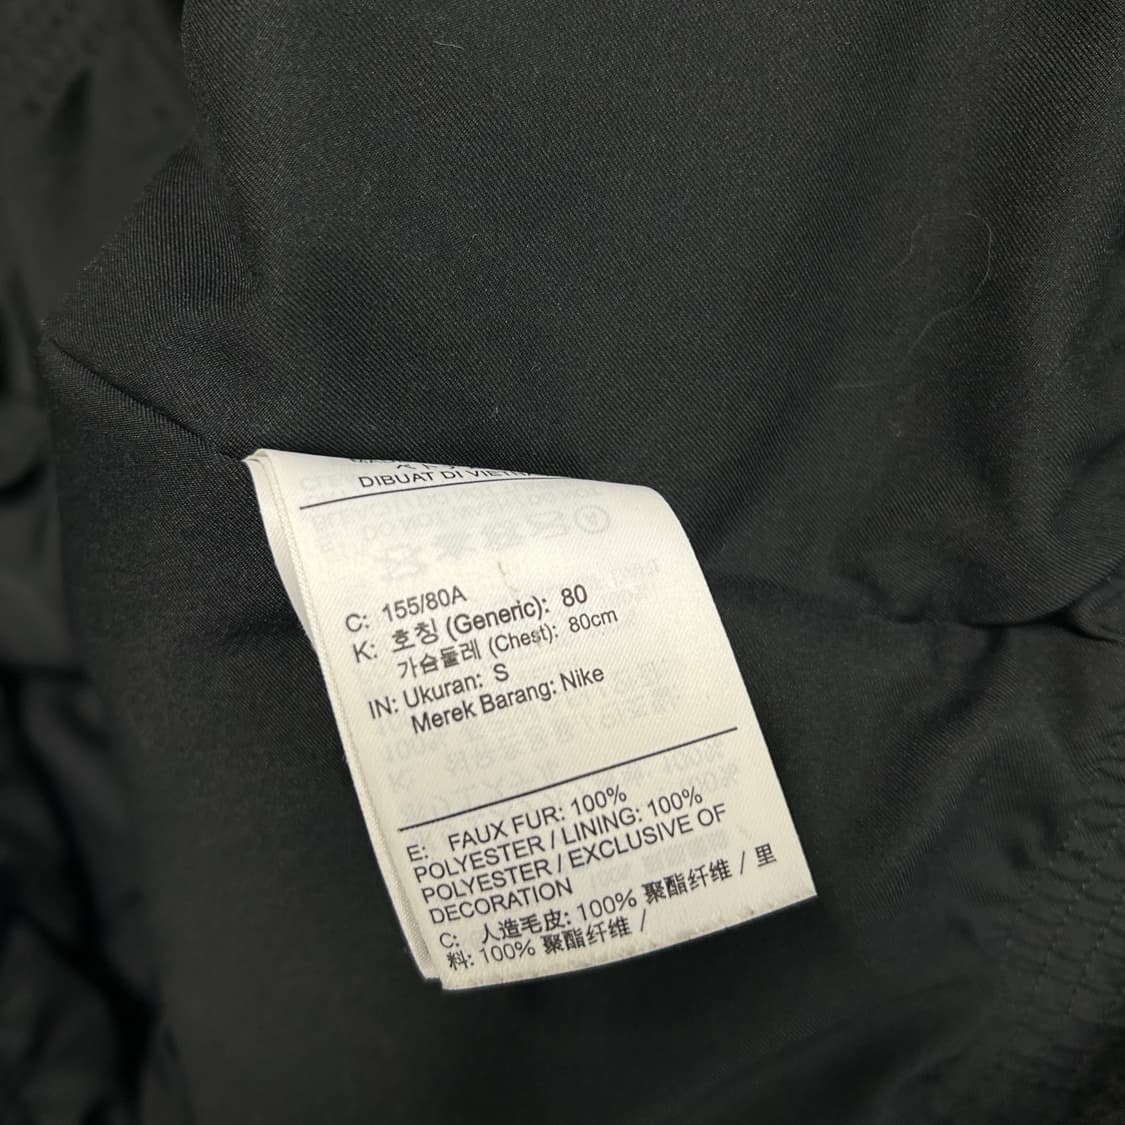 DIBUAT DI
C: 155/80A
K: 호칭 (Generic): 80
가슴둘레 (Chest): 80cm
IN: Ukuran: S
Merek Barang: Nike
E: FAUX FUR: 100%
POLYESTER / LINING: 100%
POLYESTER / EXCLUSIVE OF
DECORATION
C: 人造毛皮: 100% 聚酯纤维 / 里
料: 100% 聚酯纤维 /